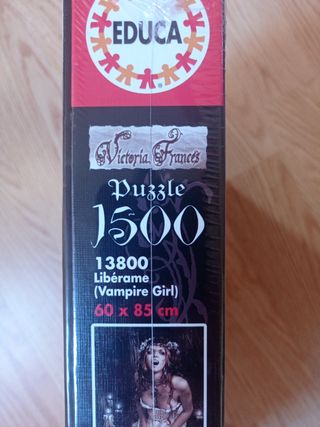 EDUCA
Victoria Francés
Puzzle
1500
13800
Libérame
(Vampire Girl)
60 x 85 cm